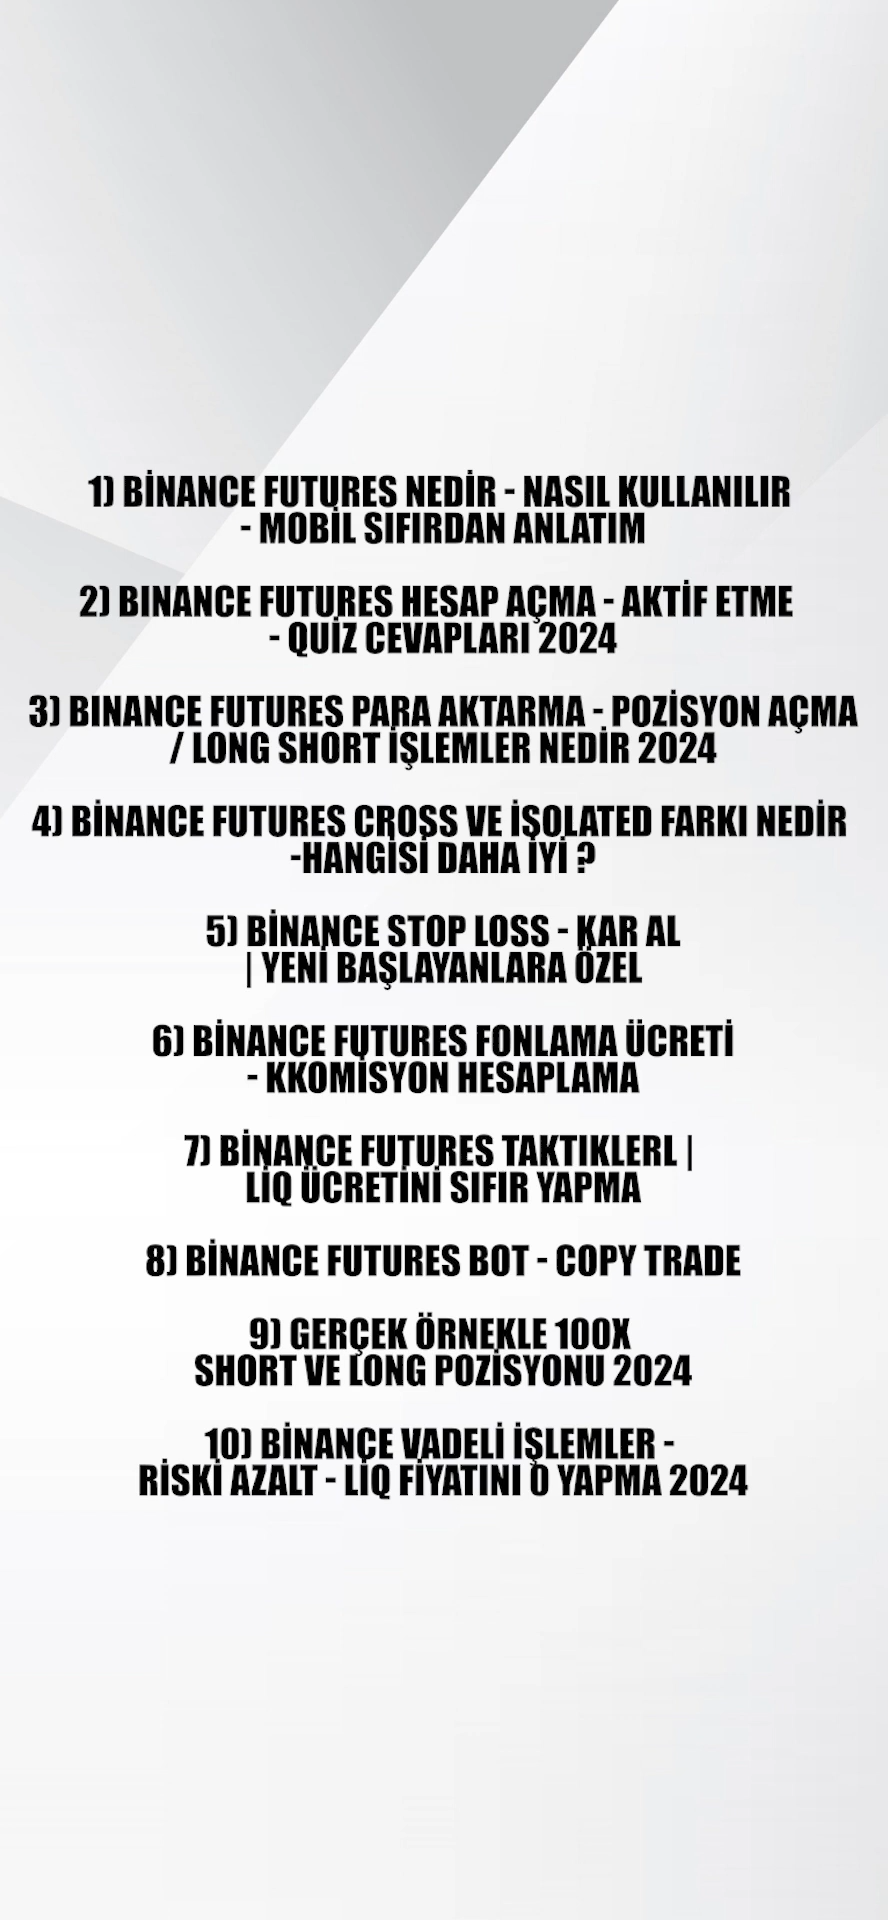 1) BİNANCE FUTURES NEDİR - NASIL KULLANILIR
- MOBİL SIFIRDAN ANLATIM
2) BINANCE FUTURES HESAP AÇMA - AKTİF ETME
- QUİZ CEVAPLARI 2024
3) BINANCE FUTURES PARA AKTARMA - POZİSYON AÇMA
/ LONG SHORT İŞLEMLER NEDİR 2024
4) BİNANCE FUTURES CROSS VE İŞOLATED FARKI NEDİR
-HANGİSİ DAHA İYİ ?
5) BİNANCE STOP LOSS - KAR AL
| YENİ BAŞLAYANLARA ÖZEL
6) BİNANCE FUTURES FONLAMA ÜCRETİ
- KKOMİSYON HESAPLAMA
7) BİNANCE FUTURES TAKTIKLERL |
LİQ ÜCRETİNİ SIFIR YAPMA
8) BİNANCE FUTURES BOT - COPY TRADE
9) GERÇEK ÖRNEKLE 100X
SHORT VE LONG POZİSYONU 2024
10) BİNANCE VADELİ İŞLEMLER -
RİSKİ AZALT - LİQ FİYATINI 0 YAPMA 2024